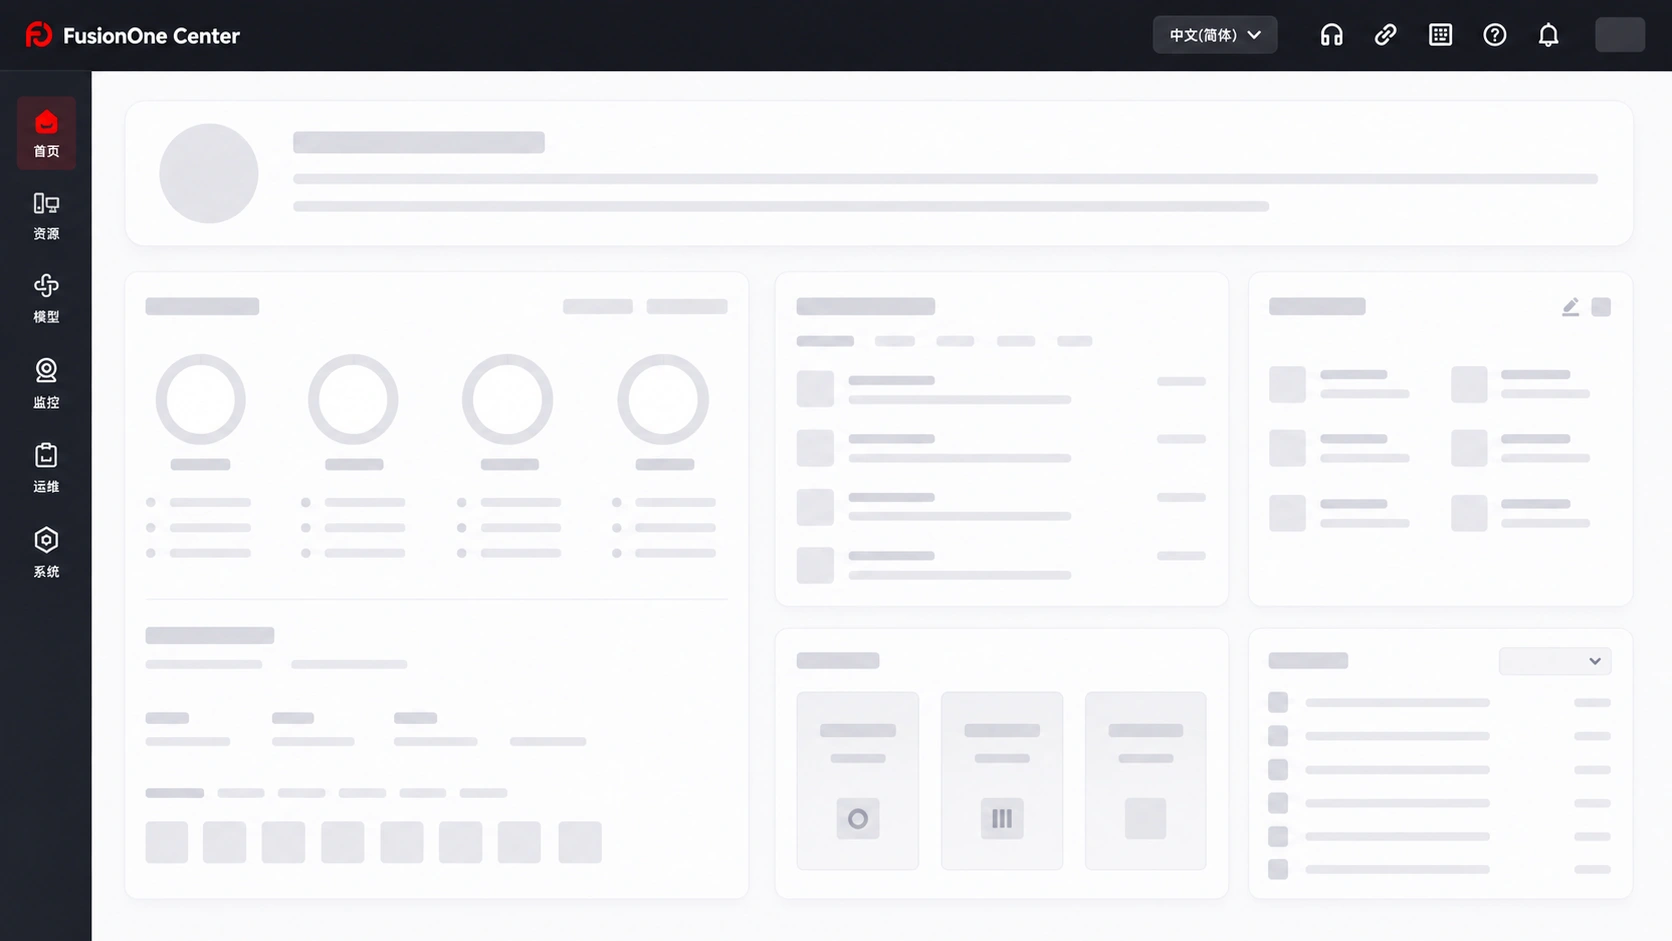 FusionOne Center
中文(简体)
首页
资源
模型
监控
运维
系统